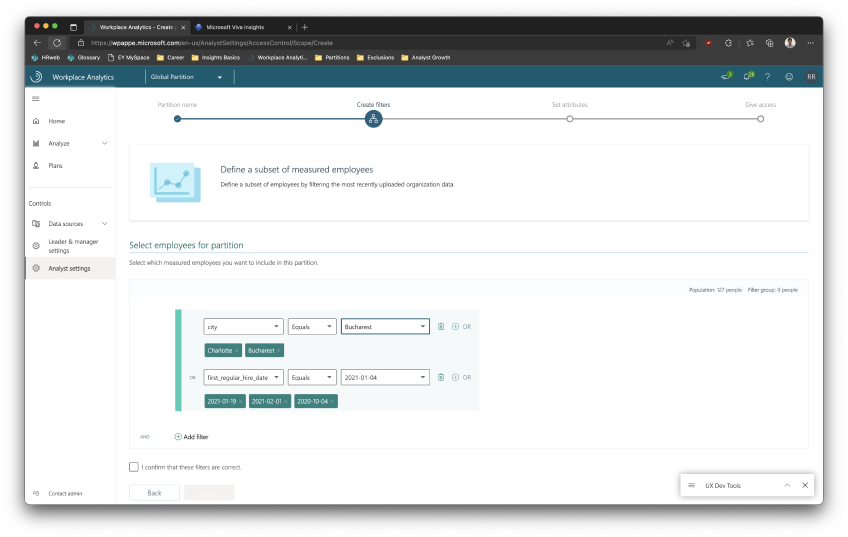 Workplace Analytics - Create
Microsoft Viva Insights
https://wpappe.microsoft.com/en-us/AnalystSettings/AccessControl/Scope/Create
HRweb
Glossary
EY MySpace
Career
Insights Basics
Workplace Analyti...
Partitions
Exclusions
Analyst Growth
Workplace Analytics
Global Partition
RR
Home
Analyze
Plans
Controls
Data sources
Leader & manager
settings
Analyst settings
Contact admin
Partition name
Create filters
Set attributes
Give access
Define a subset of measured employees
Define a subset of employees by filtering the most recently uploaded organization data.
Select employees for partition
Select which measured employees you want to include in this partition.
Population: 127 people Filter group: 0 people
city Equals Bucharest OR
Charlotte × Bucharest ×
OR first_regular_hire_date Equals 2021-01-04 OR
2021-01-19 × 2021-02-01 × 2020-10-04 ×
AND Add filter
I confirm that these filters are correct.
Back
UX Dev Tools